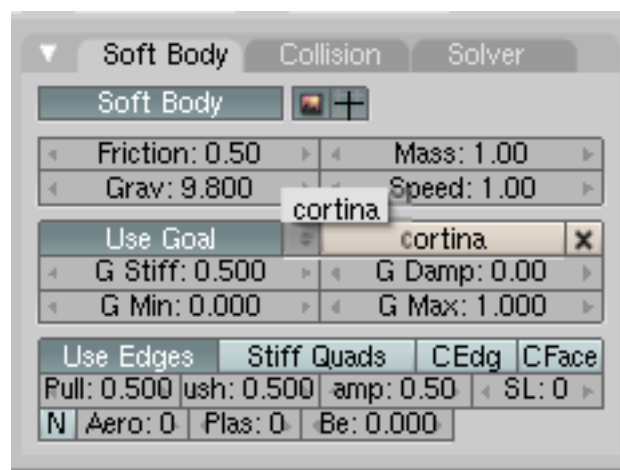 Soft Body Collision Solver
Soft Body
Friction: 0.50 Mass: 1.00
Grav: 9.800 Speed: 1.00
cortina
Use Goal cortina
G Stiff: 0.500 G Damp: 0.00
G Min: 0.000 G Max: 1.000
Use Edges Stiff Quads CEdg CFace
Pull: 0.500 ush: 0.500 amp: 0.50 SL: 0
N Aero: 0 Plas: 0 Be: 0.000